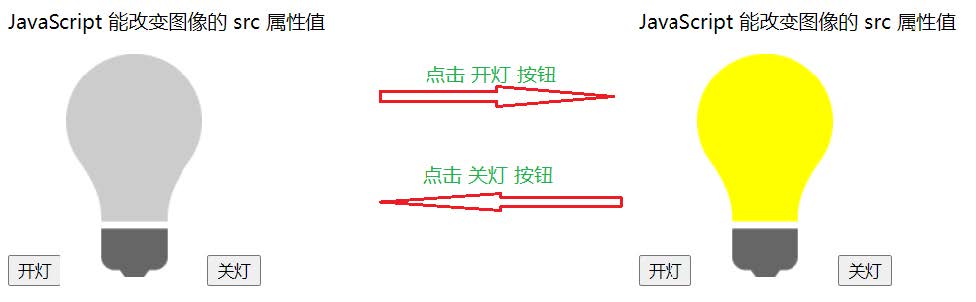 JavaScript 能改变图像的 src 属性值
JavaScript 能改变图像的 src 属性值
点击 开灯 按钮
点击 关灯 按钮
开灯
关灯
开灯
关灯